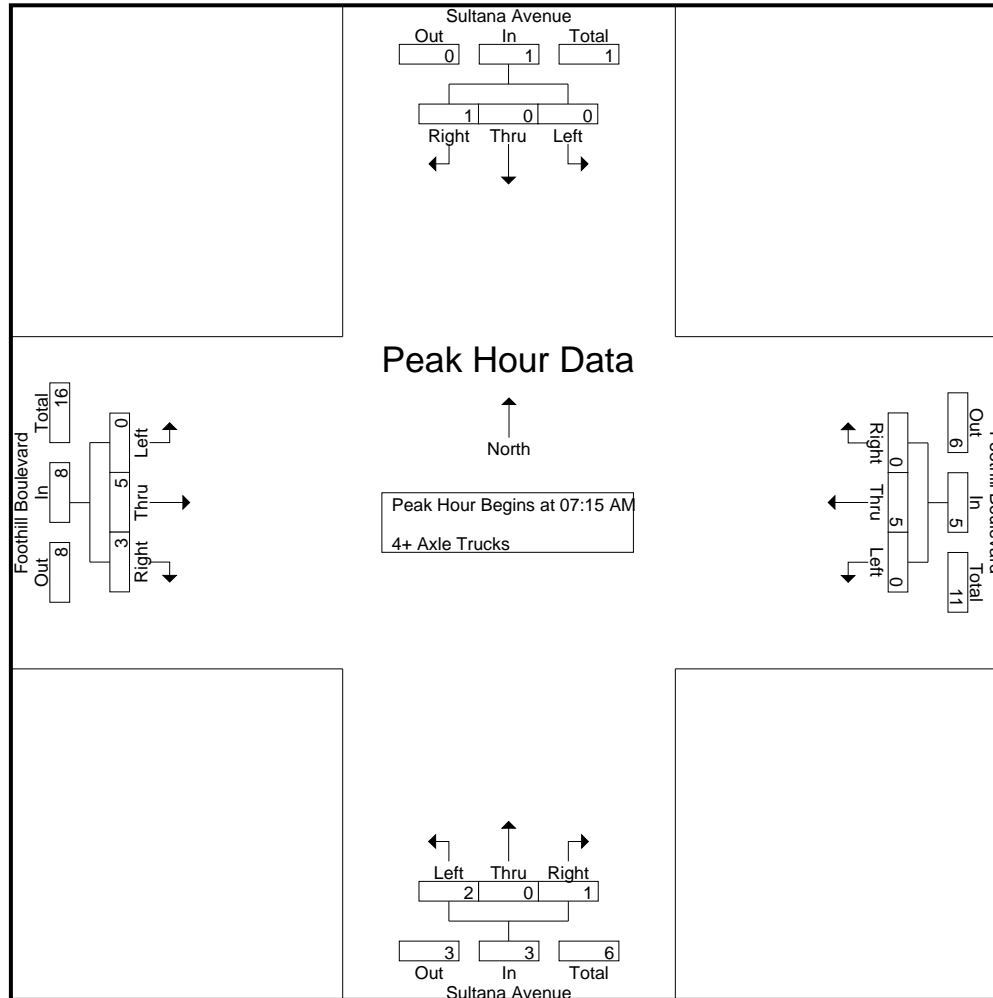 Sultana Avenue
Out In Total
0 1 1
1 0 0
Right Thru Left
Peak Hour Data
North
Peak Hour Begins at 07:15 AM
4+ Axle Trucks
Foothill Boulevard
Total In Out
16 8 8
0 5 3
Left Thru Right
Right Thru Left
0 5 0
6 5 11
Out In Total
Foothill Boulevard
Left Thru Right
2 0 1
3 3 6
Out In Total
Sultana Avenue